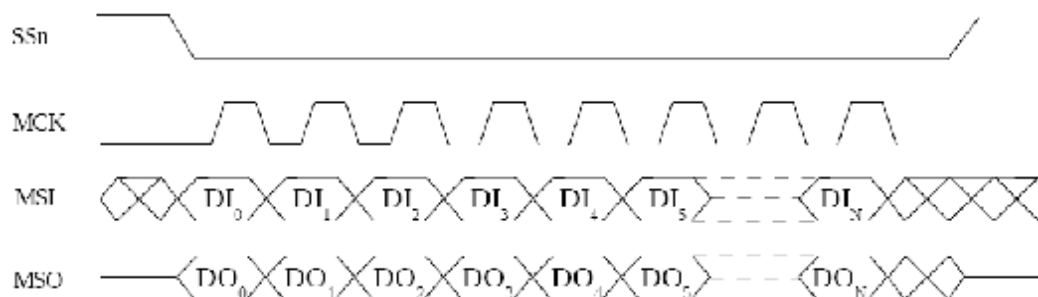 SSn
MCK
MSI DI0 DI1 DI2 DI3 DI4 DI5 DIN
MSO DO0 DO1 DO2 DO3 DO4 DO5 DON